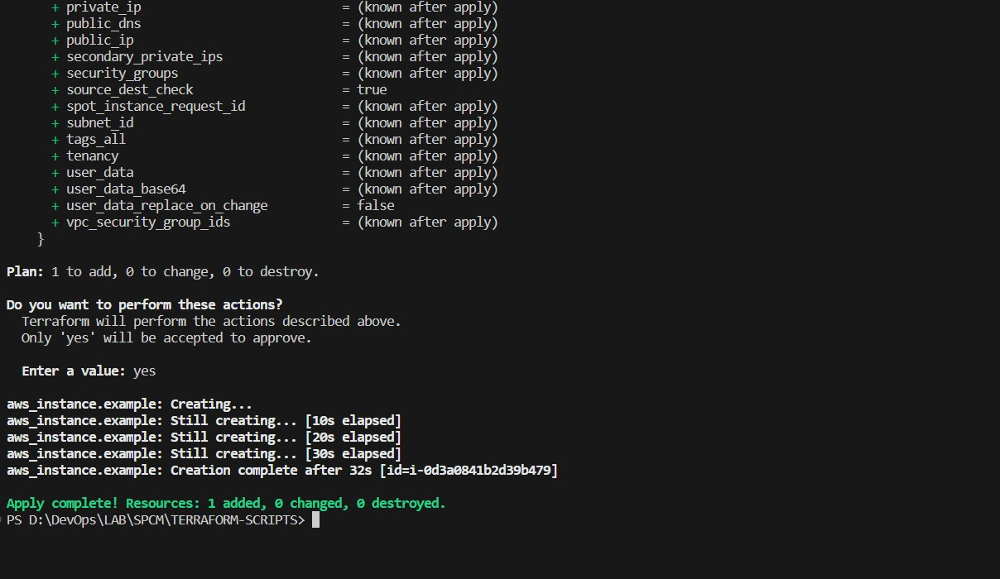 + private_ip                           = (known after apply)
      + public_dns                           = (known after apply)
      + public_ip                            = (known after apply)
      + secondary_private_ips                = (known after apply)
      + security_groups                      = (known after apply)
      + source_dest_check                    = true
      + spot_instance_request_id             = (known after apply)
      + subnet_id                            = (known after apply)
      + tags_all                             = (known after apply)
      + tenancy                              = (known after apply)
      + user_data                            = (known after apply)
      + user_data_base64                     = (known after apply)
      + user_data_replace_on_change          = false
      + vpc_security_group_ids               = (known after apply)
    }
Plan: 1 to add, 0 to change, 0 to destroy.
Do you want to perform these actions?
  Terraform will perform the actions described above.
  Only 'yes' will be accepted to approve.
  Enter a value: yes
aws_instance.example: Creating...
aws_instance.example: Still creating... [10s elapsed]
aws_instance.example: Still creating... [20s elapsed]
aws_instance.example: Still creating... [30s elapsed]
aws_instance.example: Creation complete after 32s [id=i-0d3a0841b2d39b479]
Apply complete! Resources: 1 added, 0 changed, 0 destroyed.
PS D:\DevOps\LAB\SPCM\TERRAFORM-SCRIPTS>